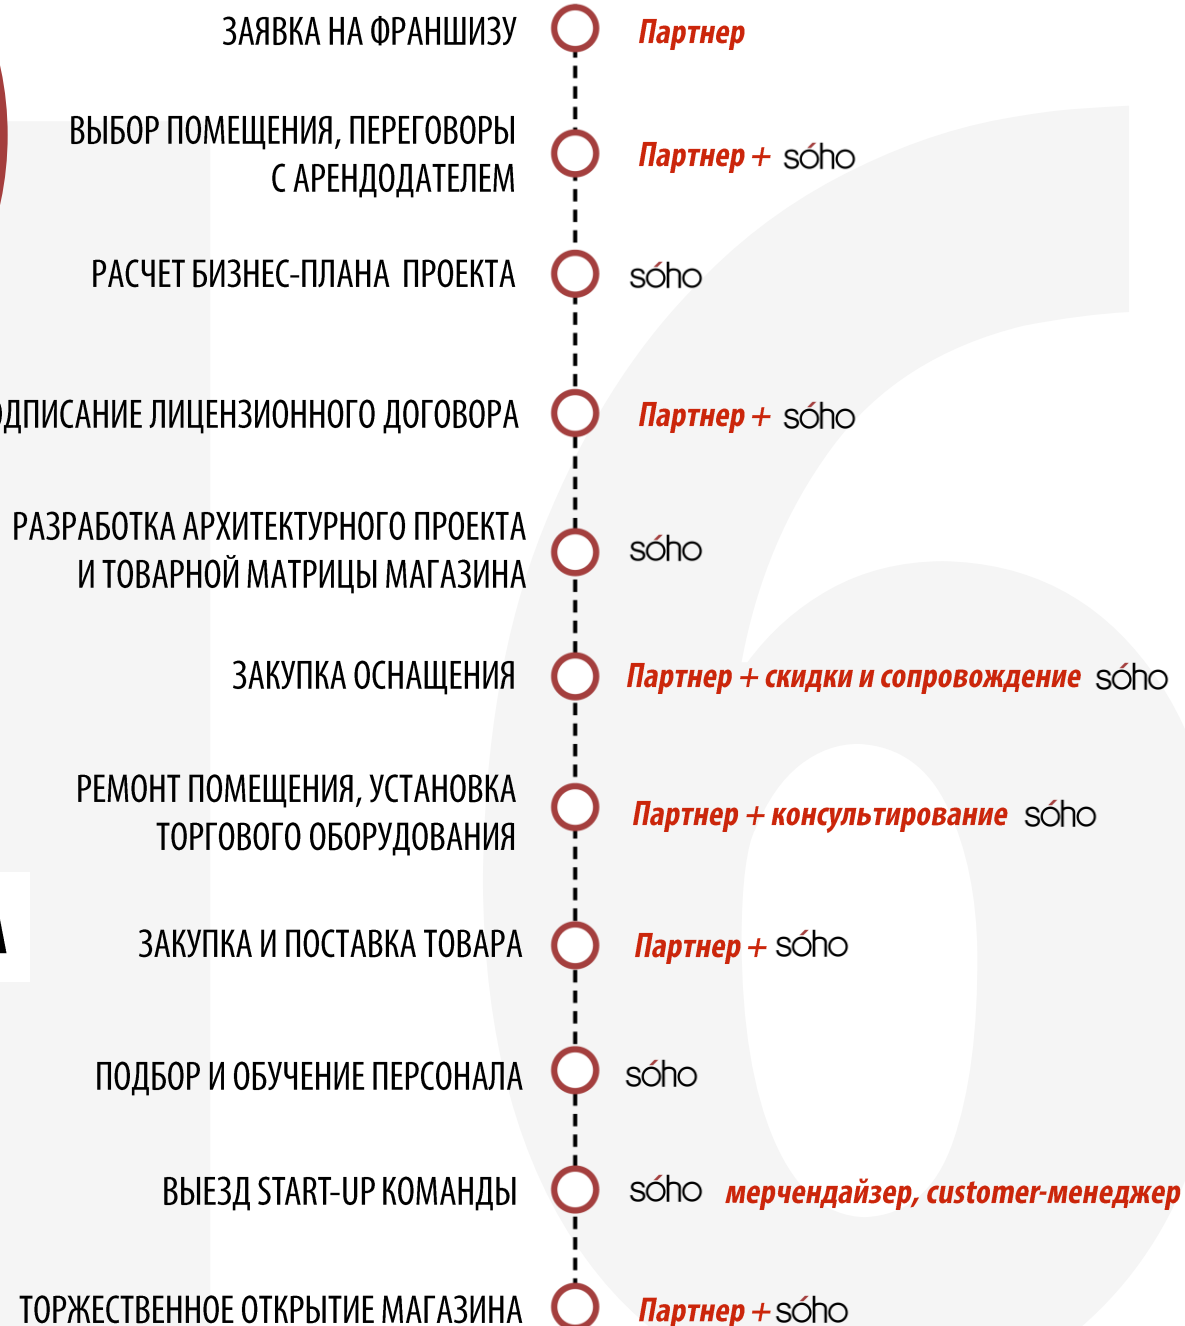 ЗАЯВКА НА ФРАНШИЗУ Партнер
ВЫБОР ПОМЕЩЕНИЯ, ПЕРЕГОВОРЫ
С АРЕНДОДАТЕЛЕМ
Партнер + sóho
РАСЧЕТ БИЗНЕС-ПЛАНА ПРОЕКТА sóho
ОДПИСАНИЕ ЛИЦЕНЗИОННОГО ДОГОВОРА Партнер + sóho
РАЗРАБОТКА АРХИТЕКТУРНОГО ПРОЕКТА
И ТОВАРНОЙ МАТРИЦЫ МАГАЗИНА
sóho
ЗАКУПКА ОСНАЩЕНИЯ Партнер + скидки и сопровождение sóho
РЕМОНТ ПОМЕЩЕНИЯ, УСТАНОВКА
ТОРГОВОГО ОБОРУДОВАНИЯ
Партнер + консультирование sóho
ЗАКУПКА И ПОСТАВКА ТОВАРА Партнер + sóho
ПОДБОР И ОБУЧЕНИЕ ПЕРСОНАЛА sóho
ВЫЕЗД START-UP КОМАНДЫ sóho мерчендайзер, customer-менеджер
ТОРЖЕСТВЕННОЕ ОТКРЫТИЕ МАГАЗИНА Партнер + sóho